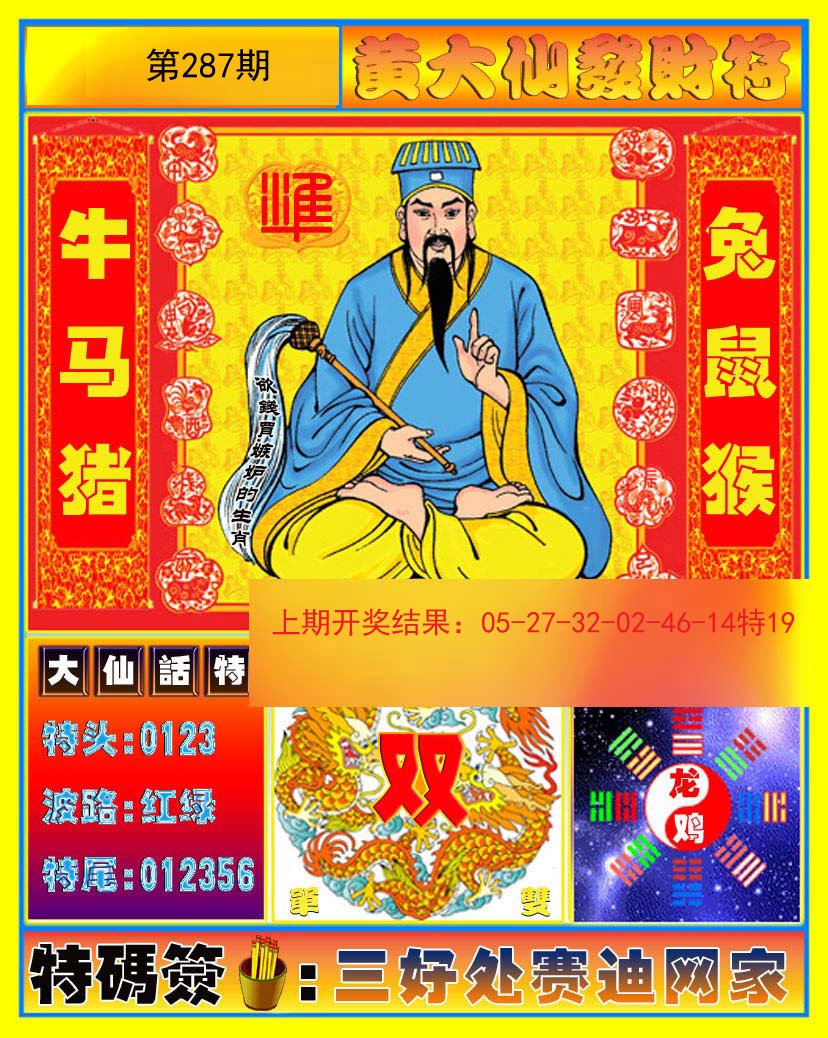 第287期
黄大仙發財符
牛马猪
兔鼠猴
欲錢買嫉妒的生肖
上期开奖结果：05-27-32-02-46-14特19
大仙話特
特头:0123
波路:红绿
特尾:012356
双
單
雙
龙
鸡
特碼簽:三好处赛迪网家